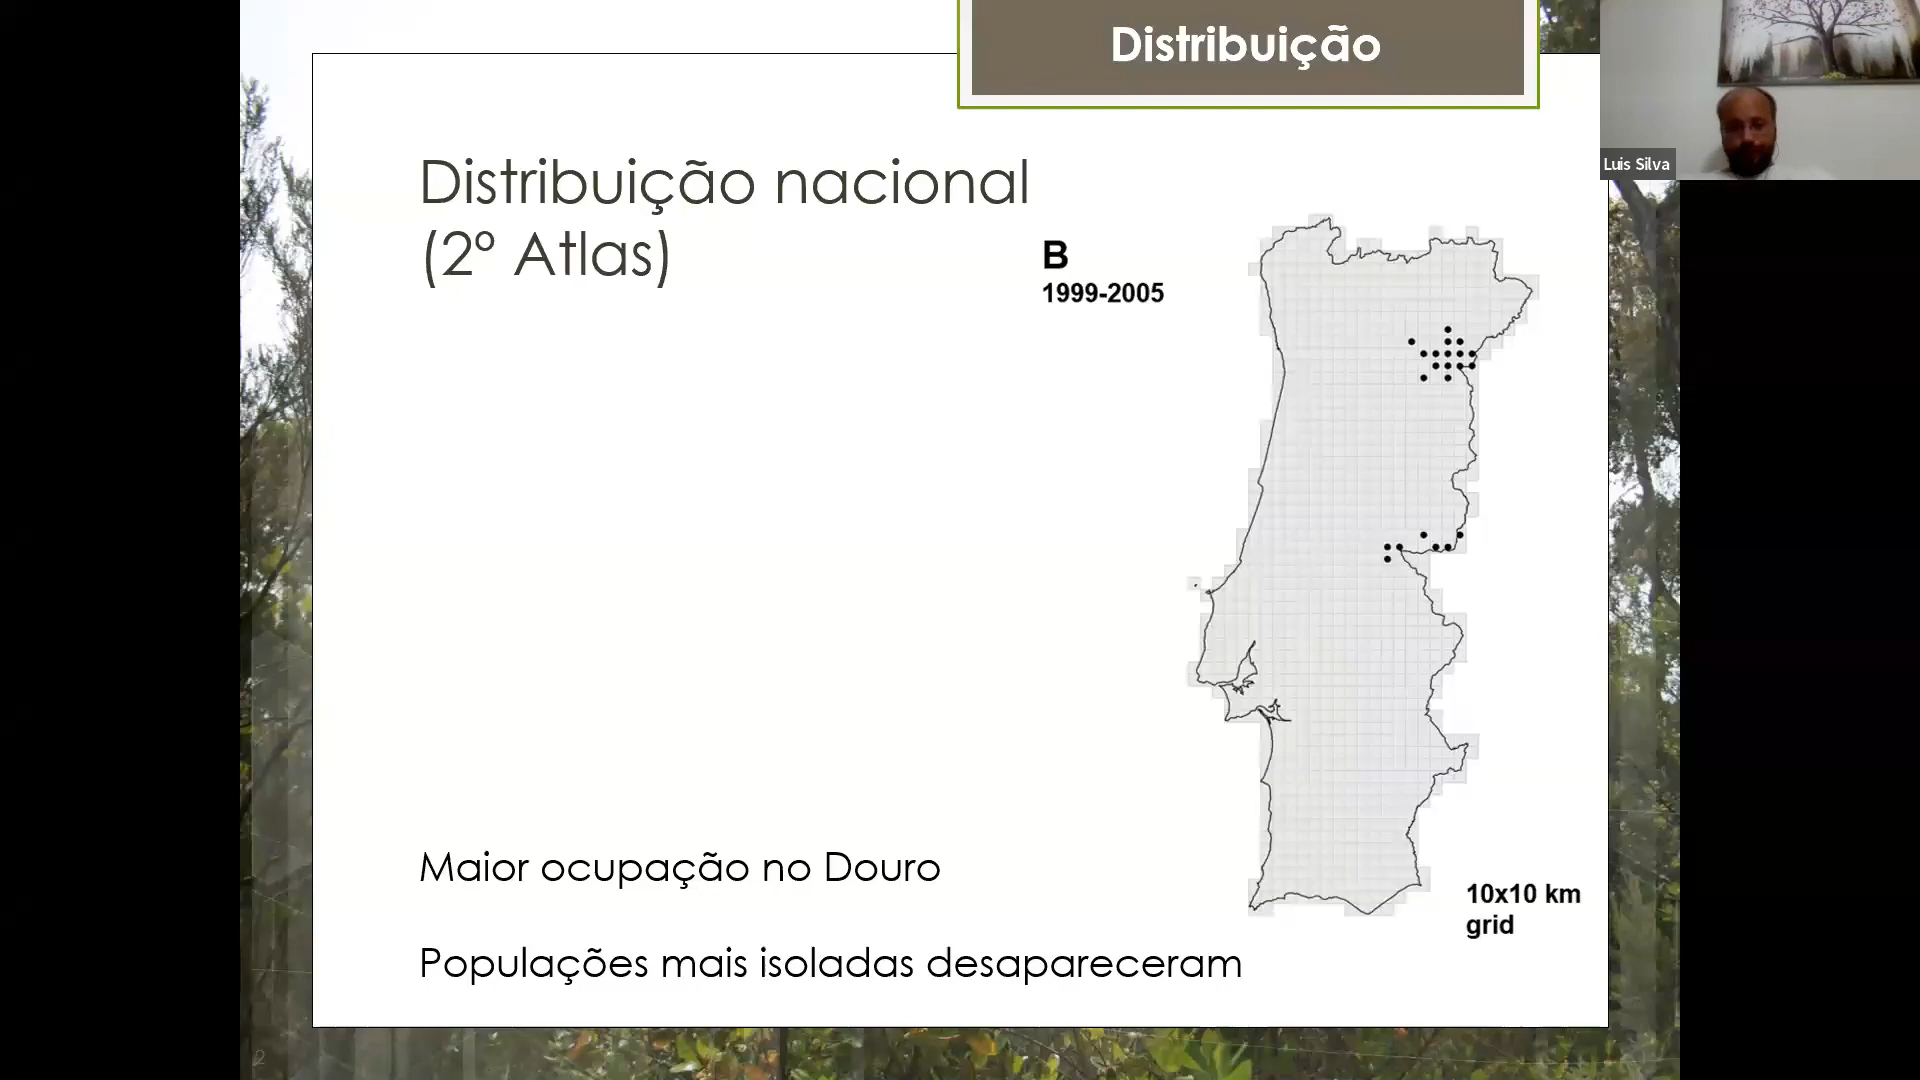 Distribuição
Luis Silva
Distribuição nacional
(2º Atlas)
B
1999-2005
Maior ocupação no Douro
10x10 km
grid
Populações mais isoladas desapareceram
2